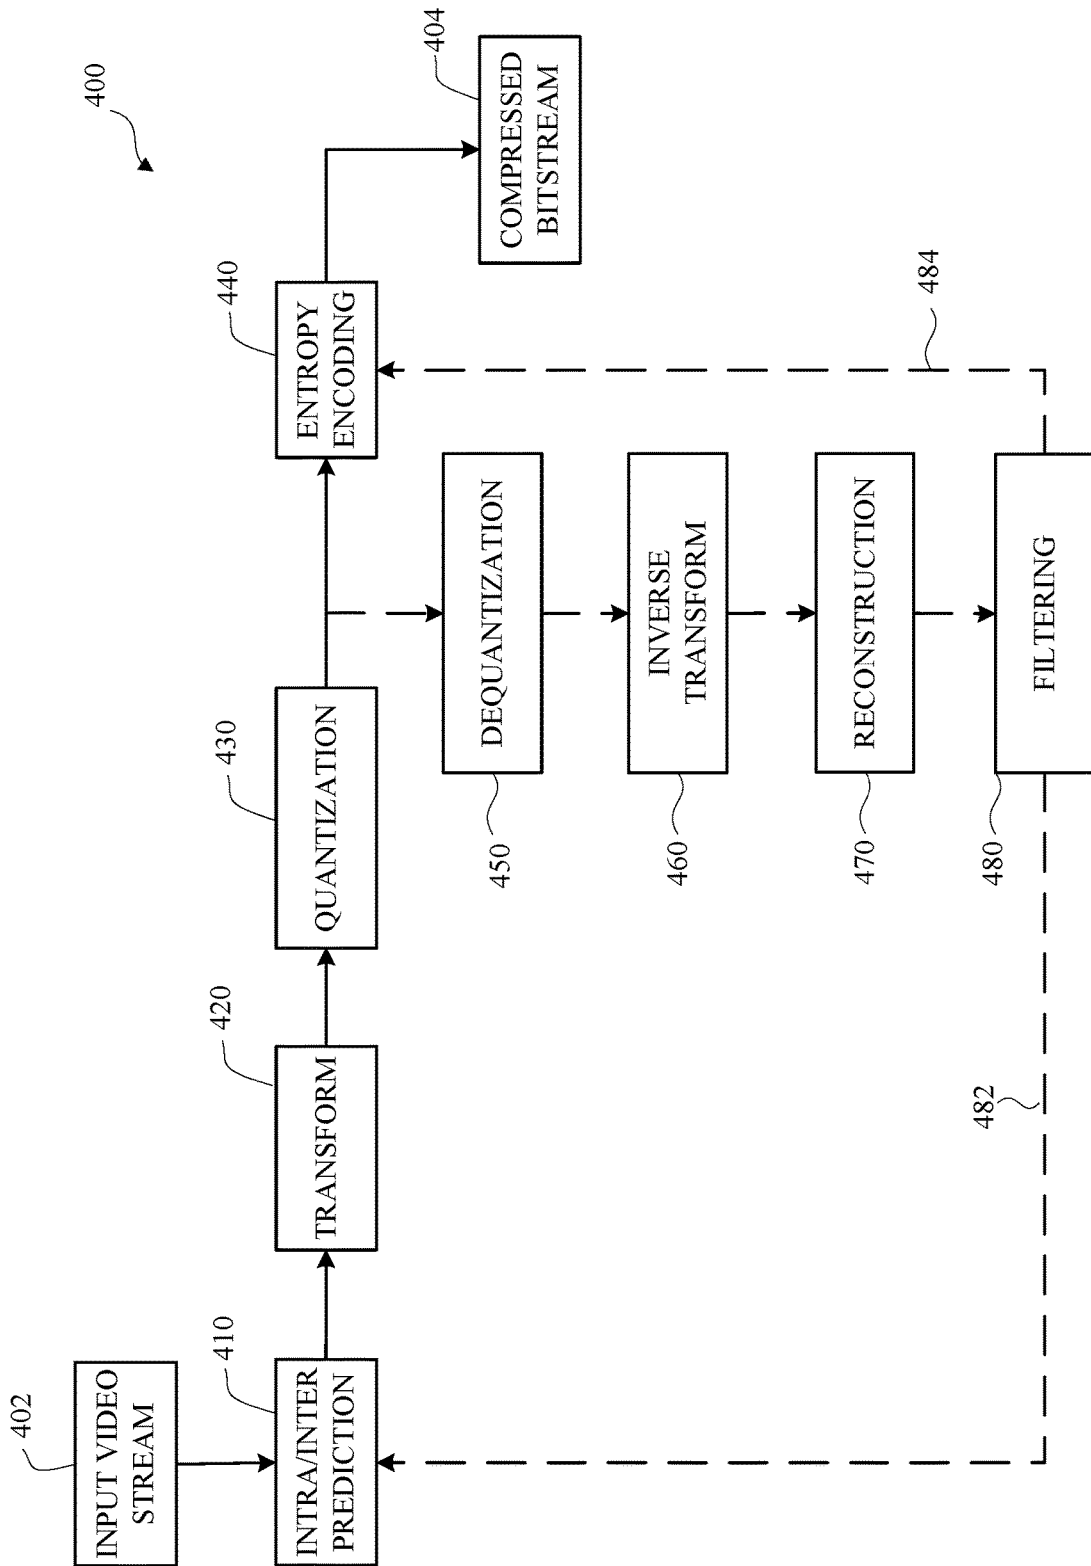 400
402
INPUT VIDEO
STREAM
410
INTRA/INTER
PREDICTION
420
TRANSFORM
430
QUANTIZATION
440
ENTROPY
ENCODING
404
COMPRESSED
BITSTREAM
450
DEQUANTIZATION
460
INVERSE
TRANSFORM
470
RECONSTRUCTION
480
FILTERING
482
484